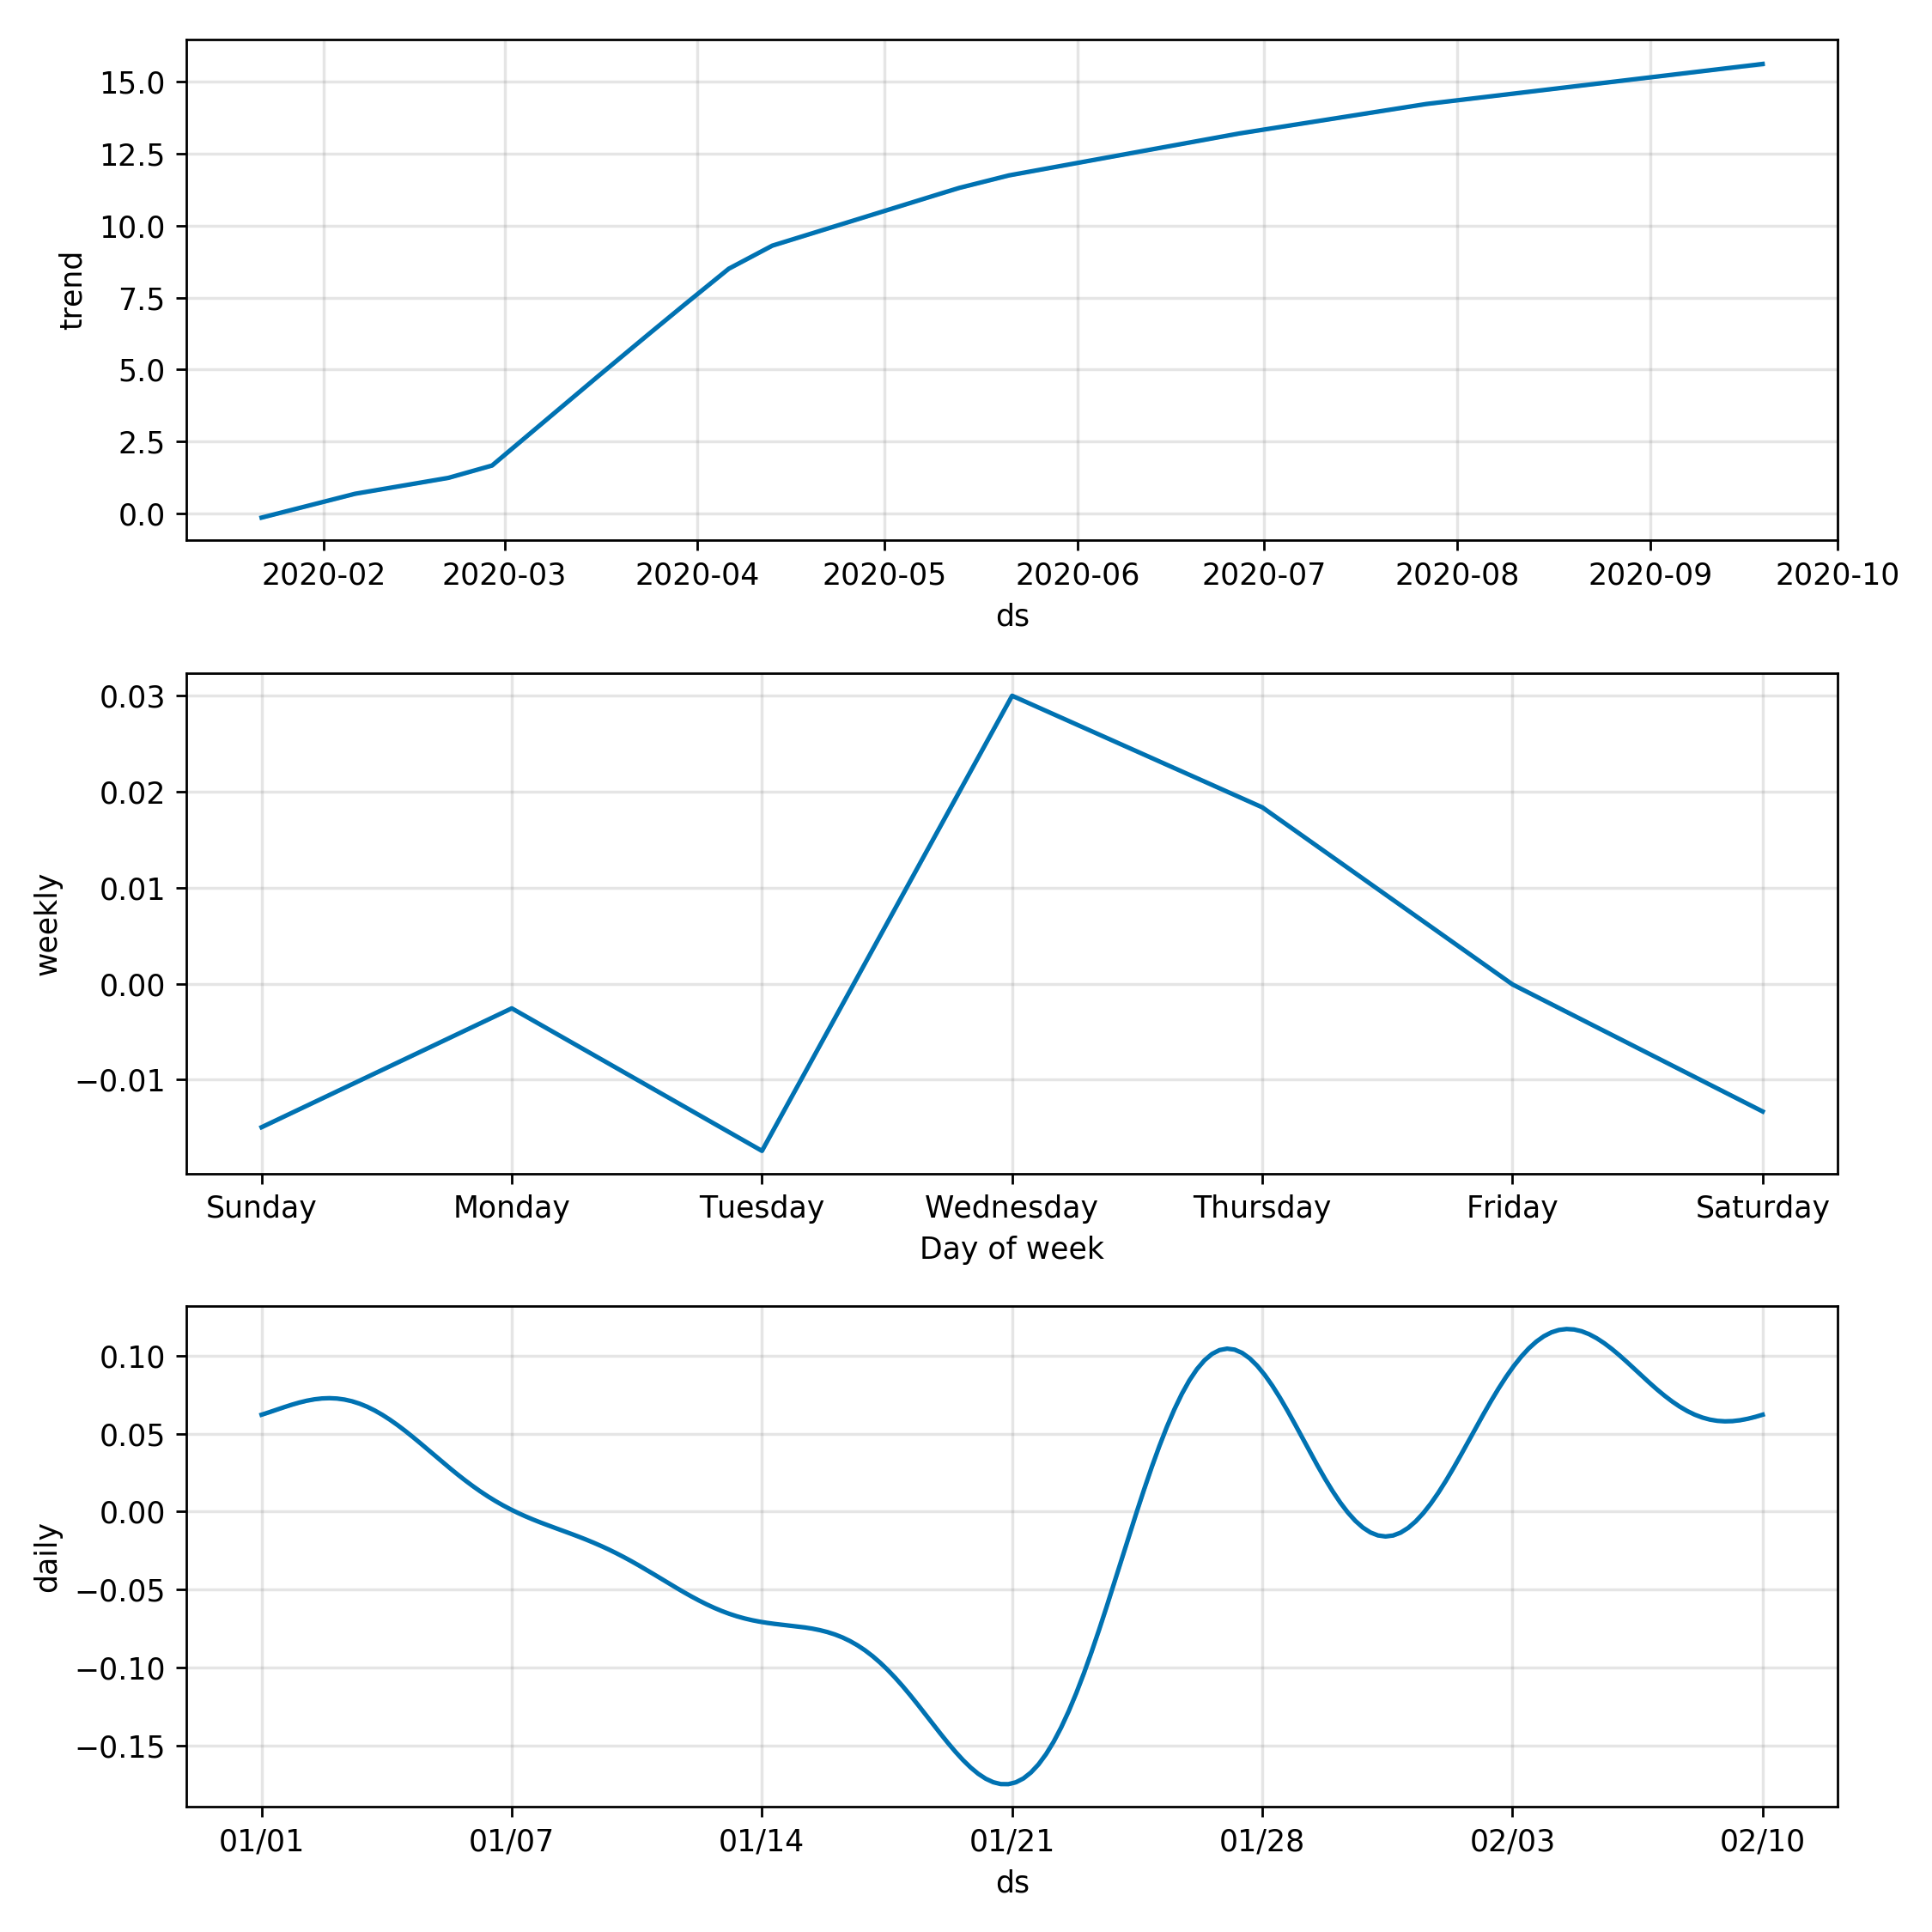 15.0
12.5
10.0
7.5
5.0
2.5
0.0
trend
2020-02 2020-03 2020-04 2020-05 2020-06 2020-07 2020-08 2020-09 2020-10
ds
0.03
0.02
0.01
0.00
−0.01
weekly
Sunday Monday Tuesday Wednesday Thursday Friday Saturday
Day of week
0.10
0.05
0.00
−0.05
−0.10
−0.15
daily
01/01 01/07 01/14 01/21 01/28 02/03 02/10
ds